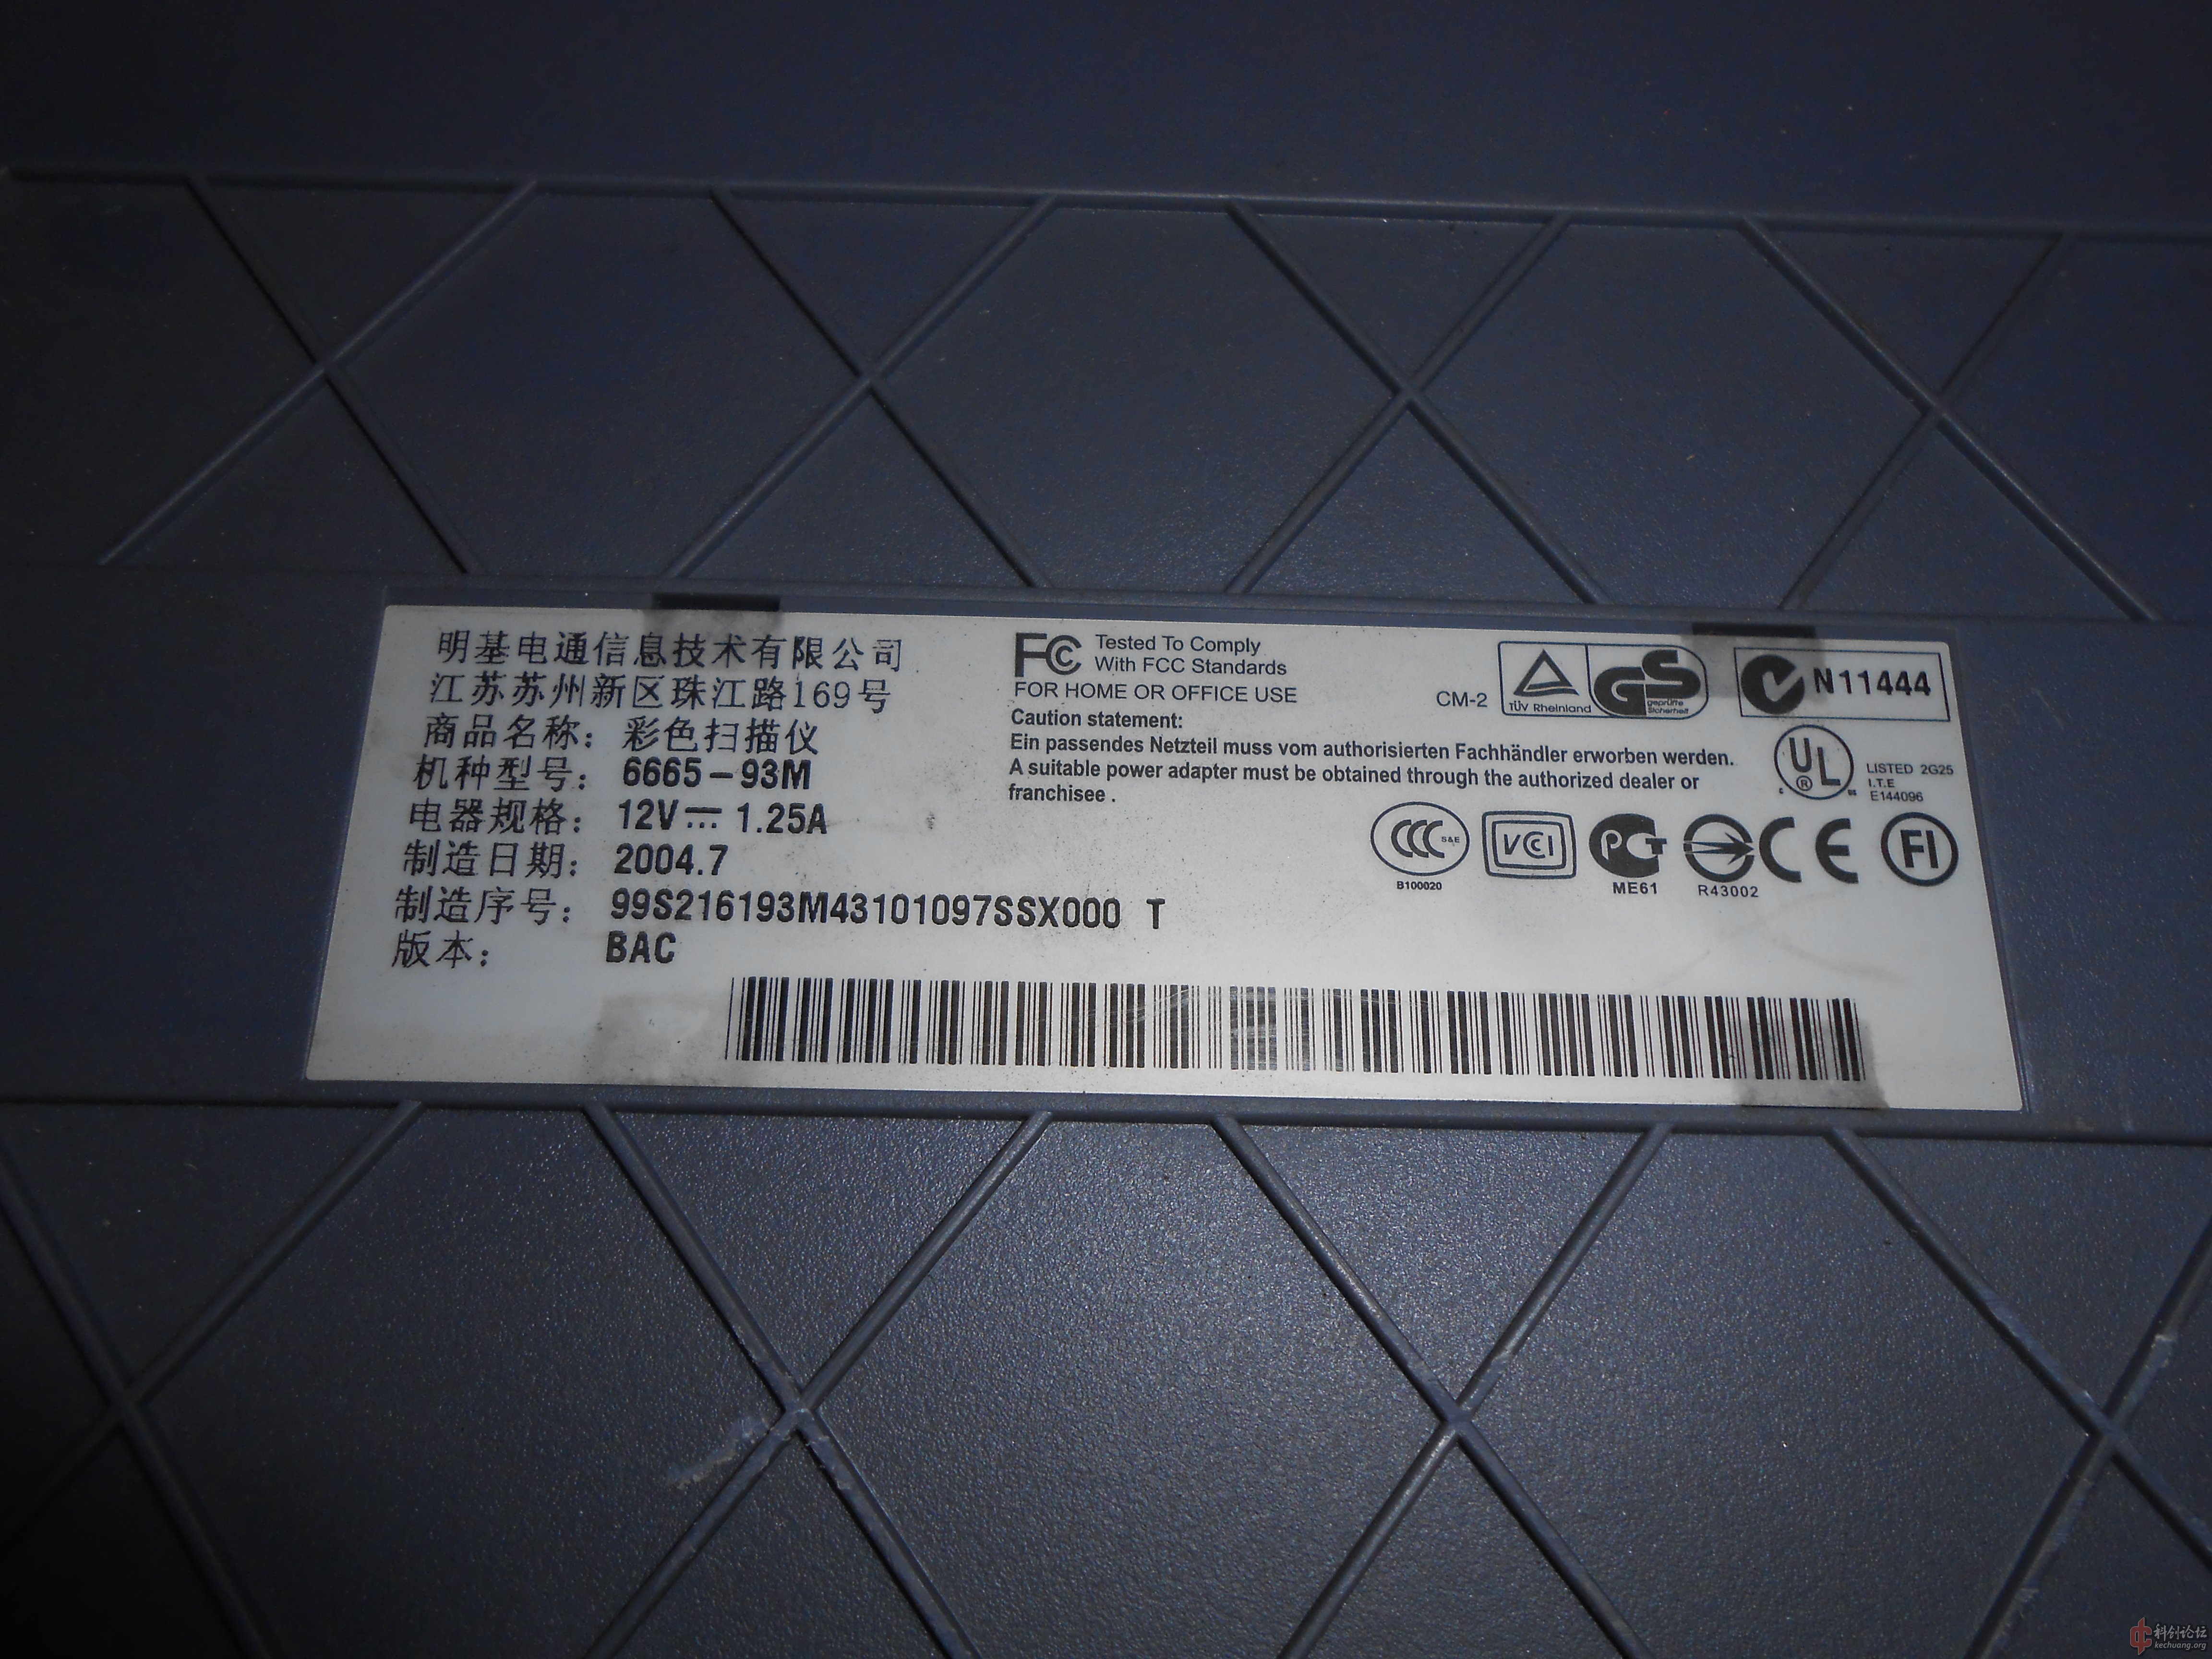 明基电通信息技术有限公司
江苏苏州新区珠江路169号
商品名称: 彩色扫描仪
机种型号: 6665-93M
电器规格: 12V⎓ 1.25A
制造日期: 2004.7
制造序号: 99S216193M43101097SSX000 T
版本: BAC
FC Tested To Comply
With FCC Standards
FOR HOME OR OFFICE USE
Caution statement:
Ein passendes Netzteil muss vom authorisierten Fachhändler erworben werden.
A suitable power adapter must be obtained through the authorized dealer or
franchisee .
CM-2
TÜV Rheinland
GS
geprüfte
Sicherheit
N11444
UL
®
LISTED 2G25
I.T.E
E144096
CCC S&E
B100020
VCI
PCT
ME61
R43002
CE
FI
科创论坛
kechuang.org